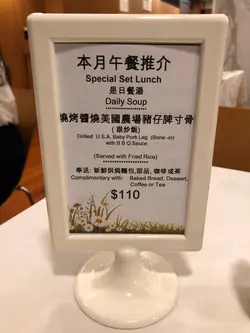 本月午餐推介
Special Set Lunch
是日餐湯
Daily Soup
燒烤醬燒美國農場豬仔脾寸骨
( 跟炒飯 )
Grilled U.S.A. Baby Pork Leg (Bone -in)
with B B Q Sauce
(Served with Fried Rice)
奉送: 新鮮烘焗麵包,甜品, 咖啡或茶
Complimentary with: Baked Bread, Dessert,
Coffee or Tea
$110